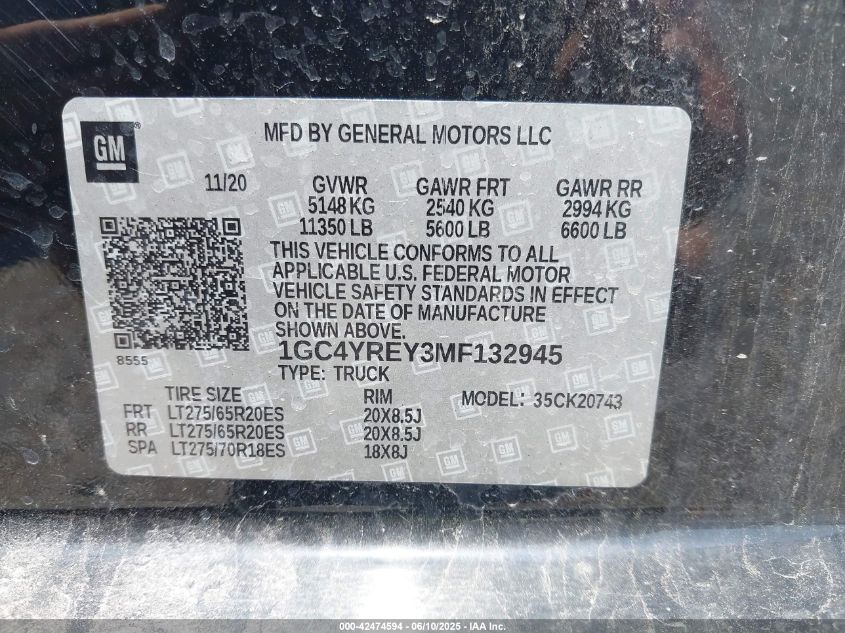 GM
MFD BY GENERAL MOTORS LLC
11/20 GVWR GAWR FRT GAWR RR
5148 KG 2540 KG 2994 KG
11350 LB 5600 LB 6600 LB
THIS VEHICLE CONFORMS TO ALL
APPLICABLE U.S. FEDERAL MOTOR
VEHICLE SAFETY STANDARDS IN EFFECT
ON THE DATE OF MANUFACTURE
SHOWN ABOVE.
8555
1GC4YREY3MF132945
TYPE: TRUCK
TIRE SIZE RIM MODEL: 35CK20743
FRT LT275/65R20ES 20X8.5J
RR LT275/65R20ES 20X8.5J
SPA LT275/70R18ES 18X8J
000-42474594 - 06/10/2025 - IAA Inc.